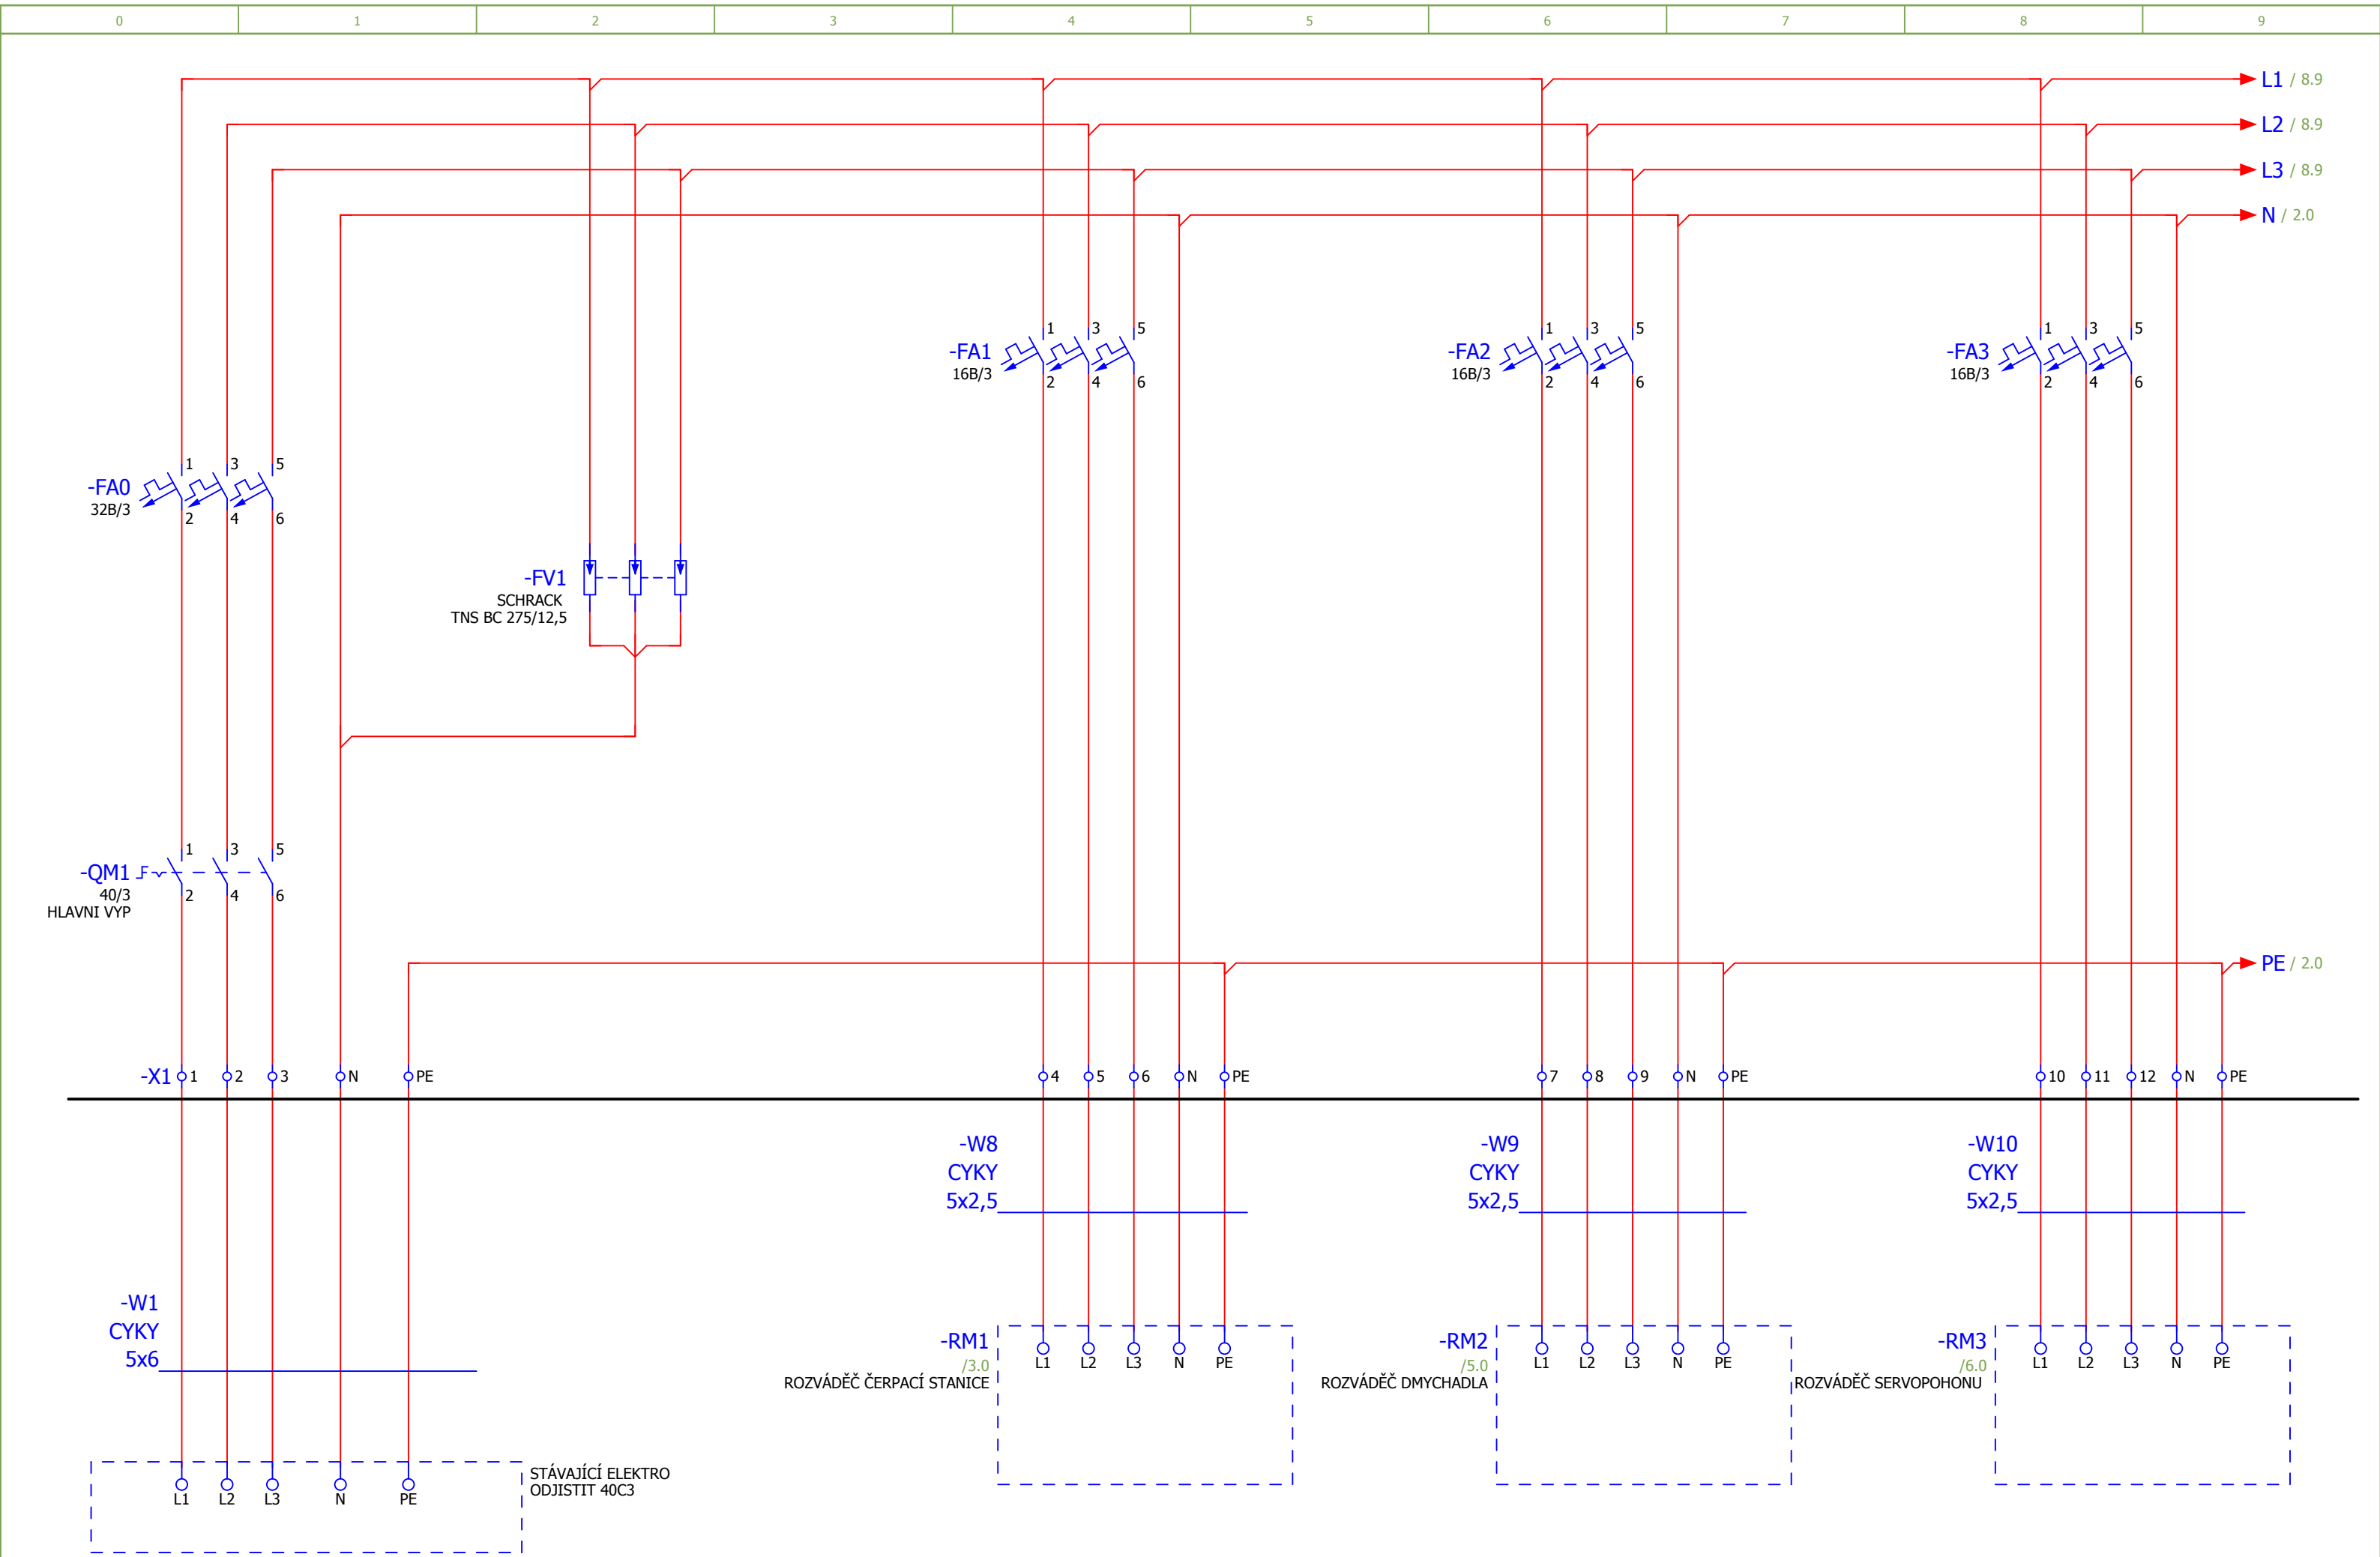 0 1 2 3 4 5 6 7 8 9
L1 / 8.9
L2 / 8.9
L3 / 8.9
N / 2.0
-FA1
16B/3
1 3 5
2 4 6
-FA2
16B/3
1 3 5
2 4 6
-FA3
16B/3
1 3 5
2 4 6
-FA0
32B/3
1 3 5
2 4 6
-FV1
SCHRACK
TNS BC 275/12,5
-QM1
40/3
HLAVNI VYP
1 3 5
2 4 6
PE / 2.0
-X1 1 2 3 N PE 4 5 6 N PE 7 8 9 N PE 10 11 12 N PE
-W8
CYKY
5x2,5
-W9
CYKY
5x2,5
-W10
CYKY
5x2,5
-W1
CYKY
5x6
-RM1
/3.0
ROZVÁDĚČ ČERPACÍ STANICE
L1 L2 L3 N PE
-RM2
/5.0
ROZVÁDĚČ DMYCHADLA
L1 L2 L3 N PE
-RM3
/6.0
ROZVÁDĚČ SERVOPOHONU
L1 L2 L3 N PE
STÁVAJÍCÍ ELEKTRO
ODJISTIT 40C3
L1 L2 L3 N PE